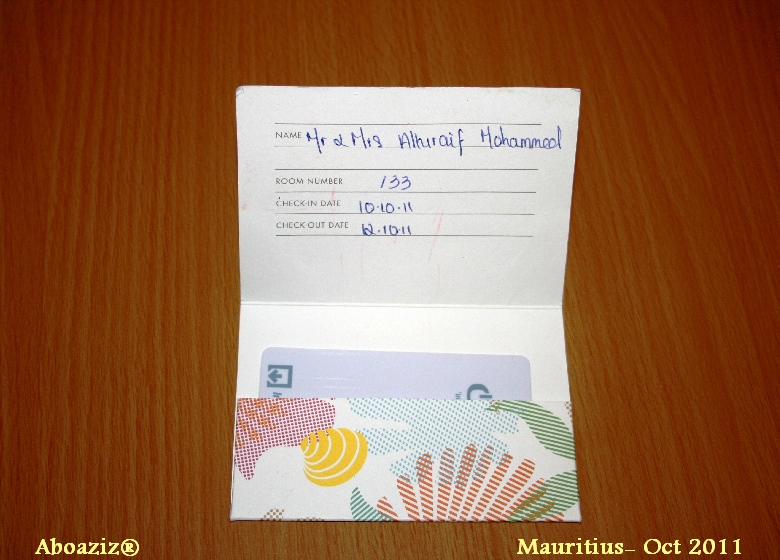 NAME Mr & Mrs Athuraif Mohammed
ROOM NUMBER 133
CHECK-IN DATE 10.10.11
CHECK-OUT DATE 12.10.11
Aboaziz®
Mauritius- Oct 2011